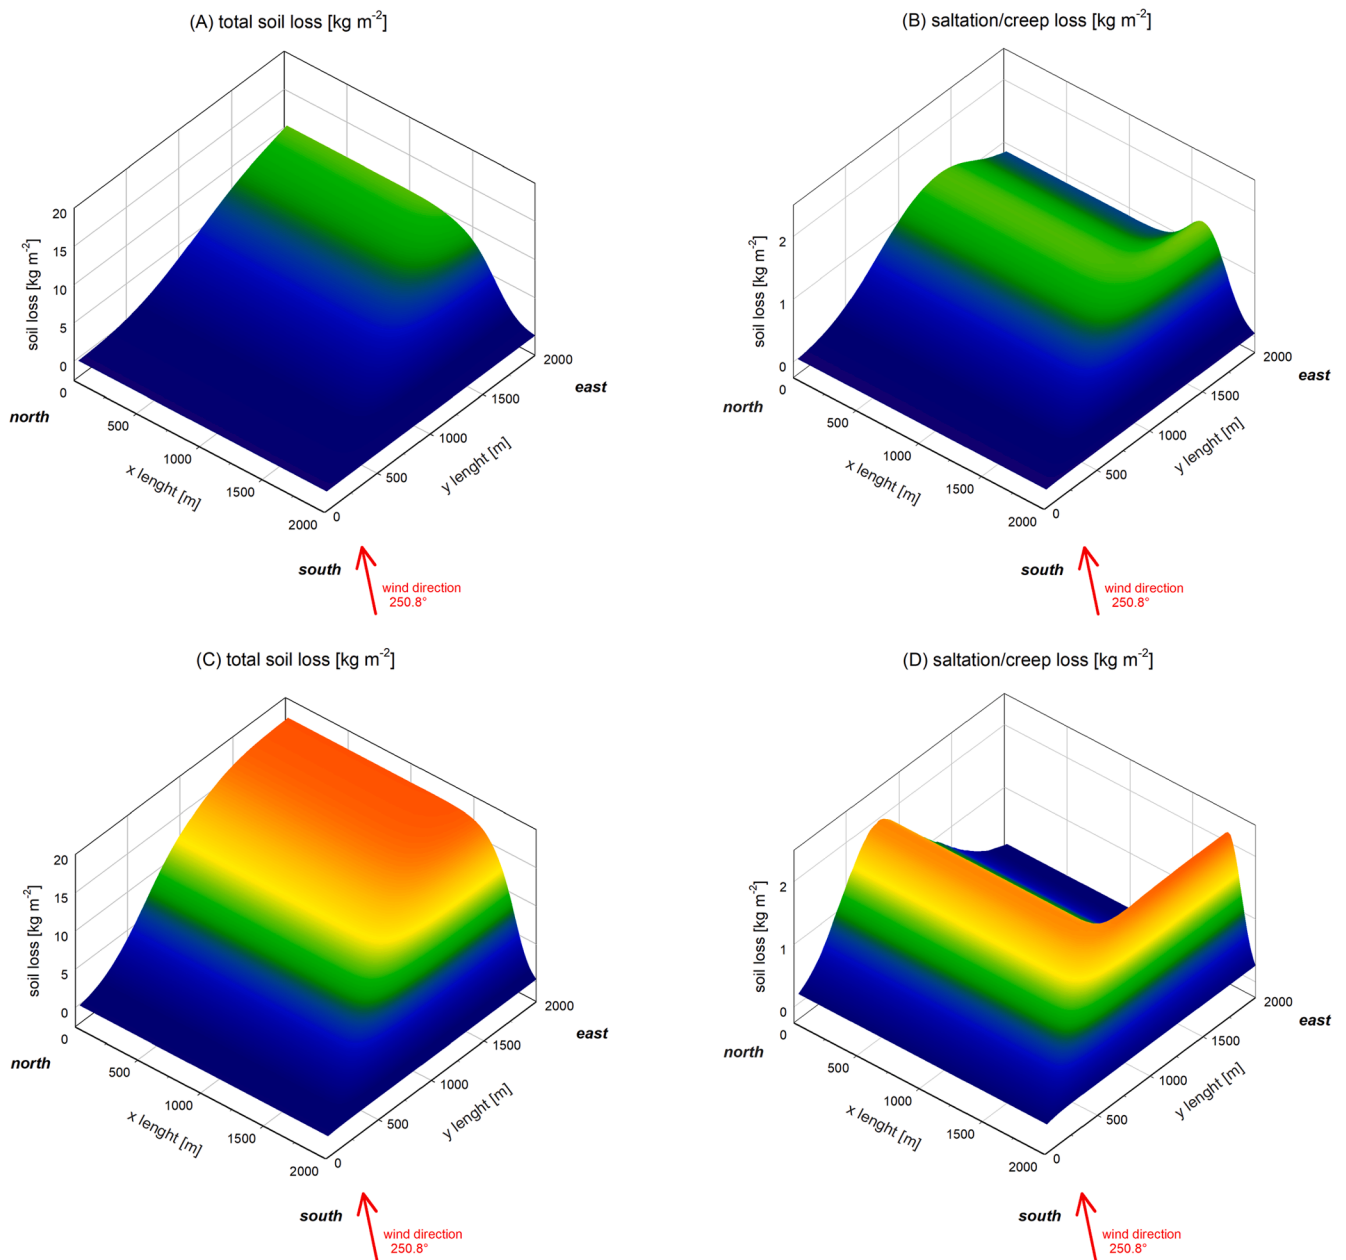 (A) total soil loss [kg m-2]
(B) saltation/creep loss [kg m-2]
soil loss [kg m-2]
20
15
10
5
0
0
500
1000
1500
2000
x lenght [m]
0
500
1000
1500
2000
y lenght [m]
north
east
south
wind direction
250.8°
soil loss [kg m-2]
2
1
0
0
500
1000
1500
2000
x lenght [m]
0
500
1000
1500
2000
y lenght [m]
north
east
south
wind direction
250.8°
(C) total soil loss [kg m-2]
(D) saltation/creep loss [kg m-2]
soil loss [kg m-2]
20
15
10
5
0
0
500
1000
1500
2000
x lenght [m]
0
500
1000
1500
2000
y lenght [m]
north
east
south
wind direction
250.8°
soil loss [kg m-2]
2
1
0
0
500
1000
1500
2000
x lenght [m]
0
500
1000
1500
2000
y lenght [m]
north
east
south
wind direction
250.8°